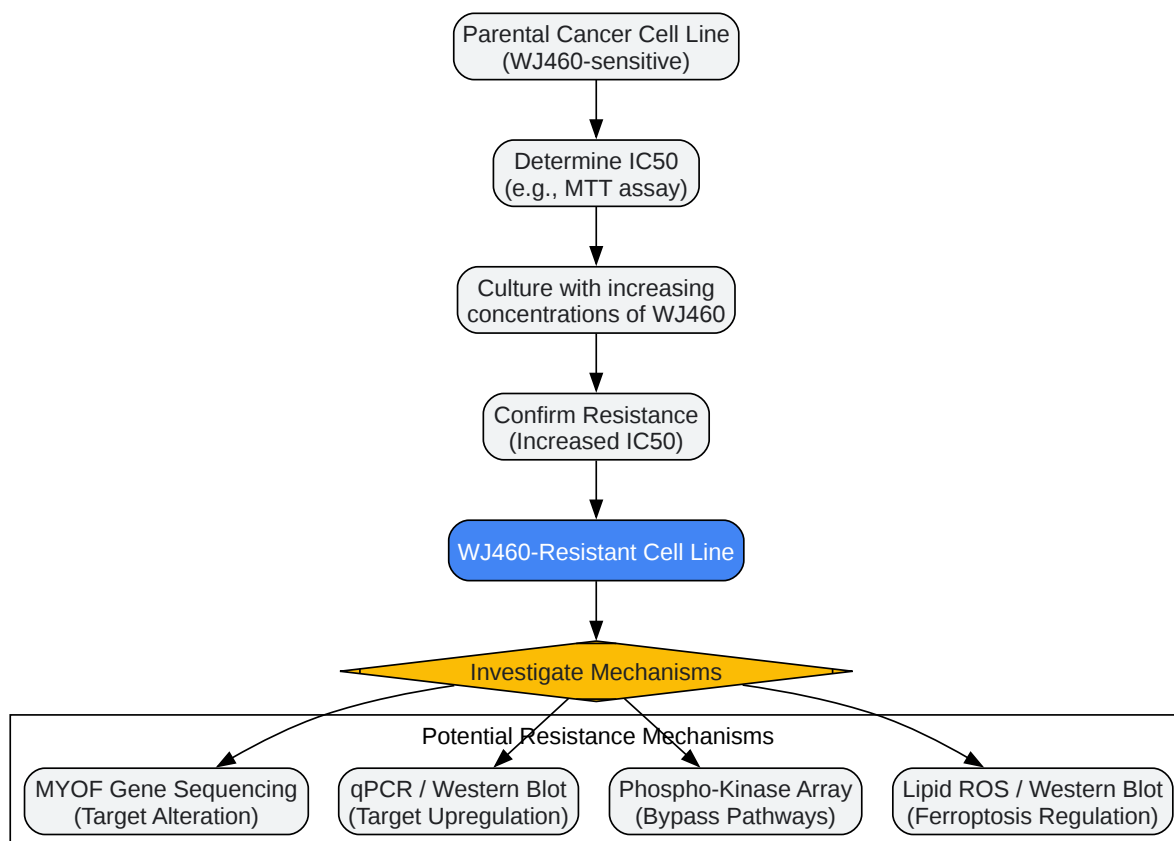 Parental Cancer Cell Line
(WJ460-sensitive)
Determine IC50
(e.g., MTT assay)
Culture with increasing
concentrations of WJ460
Confirm Resistance
(Increased IC50)
WJ460-Resistant Cell Line
Investigate Mechanisms
Potential Resistance Mechanisms
MYOF Gene Sequencing
(Target Alteration)
qPCR / Western Blot
(Target Upregulation)
Phospho-Kinase Array
(Bypass Pathways)
Lipid ROS / Western Blot
(Ferroptosis Regulation)